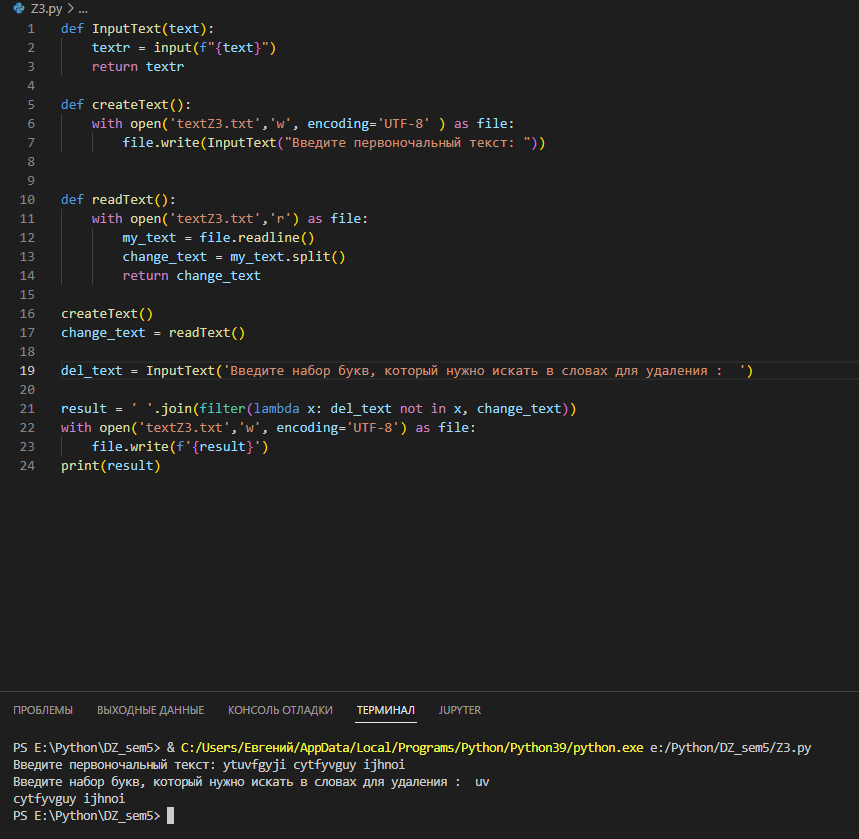 Z3.py > ...
1 def InputText(text):
2     textr = input(f"{text}")
3     return textr
4
5 def createText():
6     with open('textZ3.txt','w', encoding='UTF-8' ) as file:
7         file.write(InputText("Введите первоночальный текст: "))
8
9
10 def readText():
11     with open('textZ3.txt','r') as file:
12         my_text = file.readline()
13         change_text = my_text.split()
14         return change_text
15
16 createText()
17 change_text = readText()
18
19 del_text = InputText('Введите набор букв, который нужно искать в словах для удаления :  ')
20
21 result = ' '.join(filter(lambda x: del_text not in x, change_text))
22 with open('textZ3.txt','w', encoding='UTF-8') as file:
23     file.write(f'{result}')
24 print(result)
ПРОБЛЕМЫ ВЫХОДНЫЕ ДАННЫЕ КОНСОЛЬ ОТЛАДКИ ТЕРМИНАЛ JUPYTER
PS E:\Python\DZ_sem5> & C:/Users/Евгений/AppData/Local/Programs/Python/Python39/python.exe e:/Python/DZ_sem5/Z3.py
Введите первоночальный текст: ytuvfgyji cytfyvguy ijhnoi
Введите набор букв, который нужно искать в словах для удаления :  uv
cytfyvguy ijhnoi
PS E:\Python\DZ_sem5>